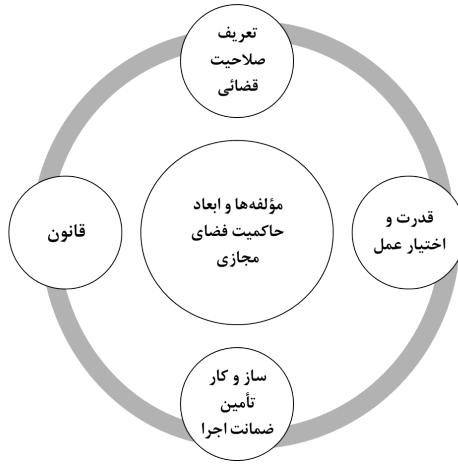 تعریف
صلاحیت
قضائی
قدرت و
اختیار عمل
مؤلفه‌ها و ابعاد
حاکمیت فضای
مجازی
قانون
ساز و کار
تأمین
ضمانت اجرا